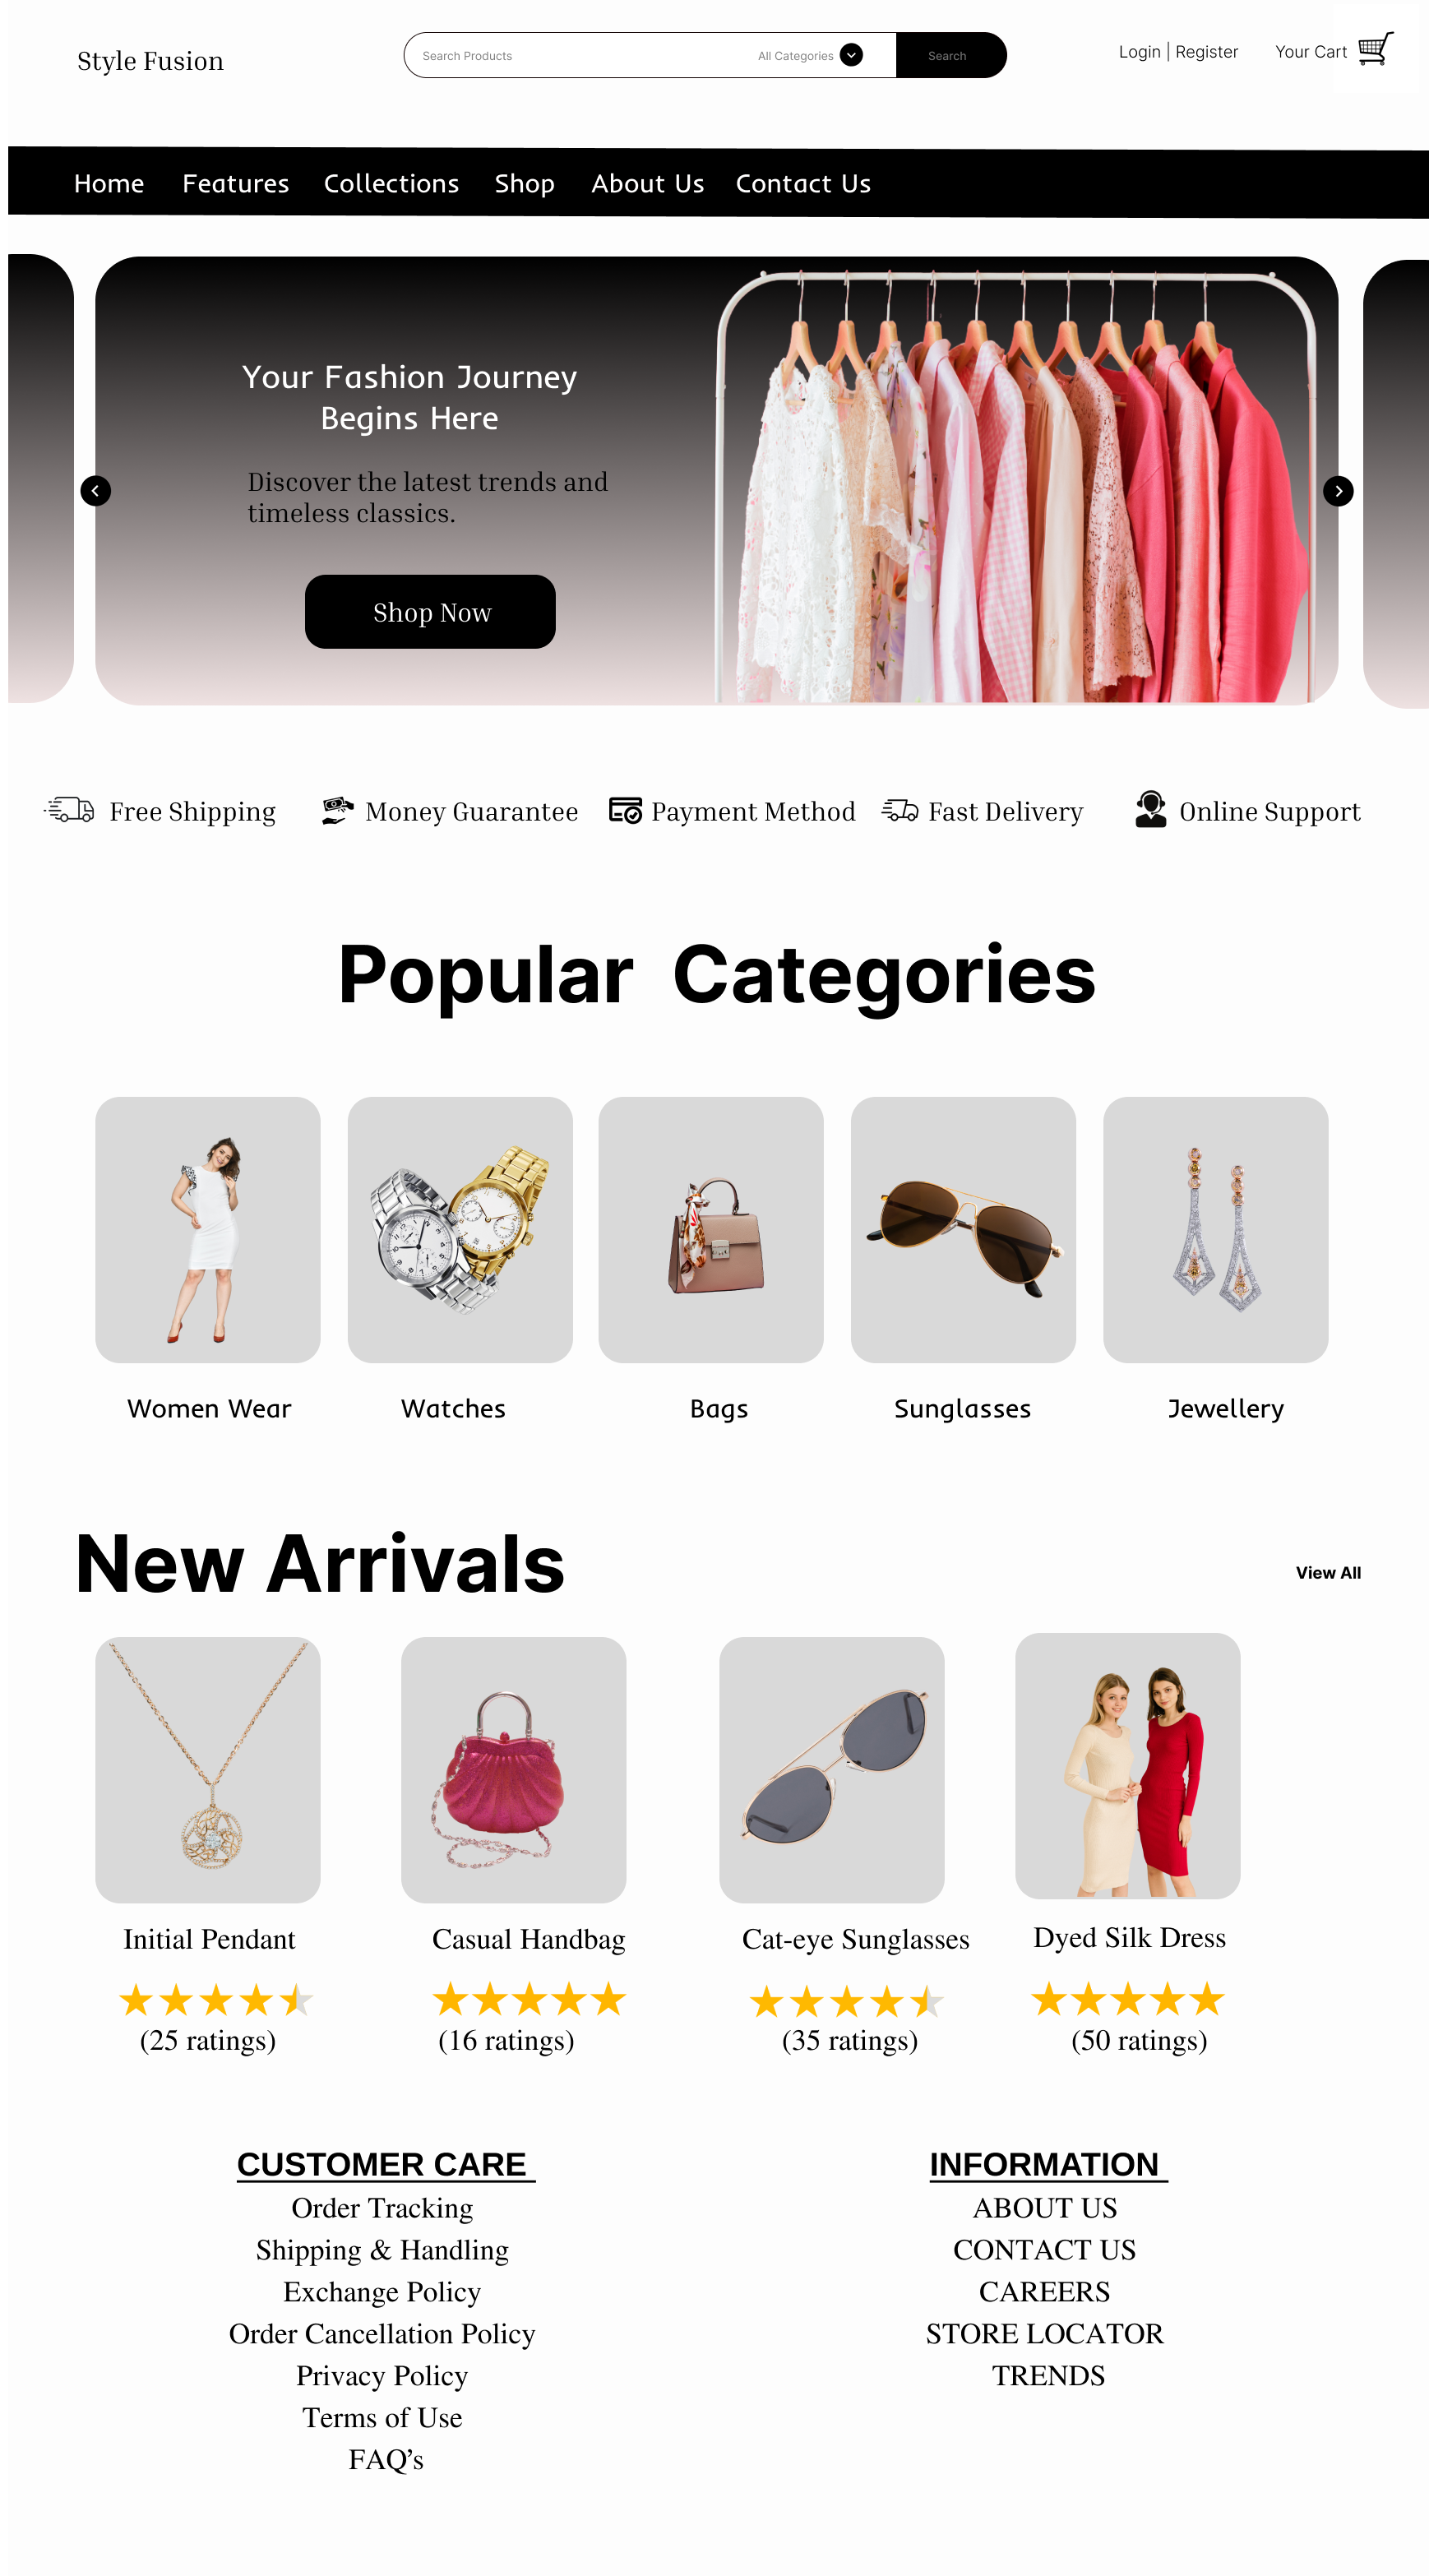 Style Fusion
Search Products
All Categories
Search
Login | Register
Your Cart
Home Features Collections Shop About Us Contact Us
Your Fashion Journey
Begins Here
Discover the latest trends and
timeless classics.
Shop Now
Free Shipping
Money Guarantee
Payment Method
Fast Delivery
Online Support
Popular Categories
Women Wear
Watches
Bags
Sunglasses
Jewellery
New Arrivals
View All
Initial Pendant
Casual Handbag
Cat-eye Sunglasses
Dyed Silk Dress
(25 ratings)
(16 ratings)
(35 ratings)
(50 ratings)
CUSTOMER CARE
Order Tracking
Shipping & Handling
Exchange Policy
Order Cancellation Policy
Privacy Policy
Terms of Use
FAQ’s
INFORMATION
ABOUT US
CONTACT US
CAREERS
STORE LOCATOR
TRENDS